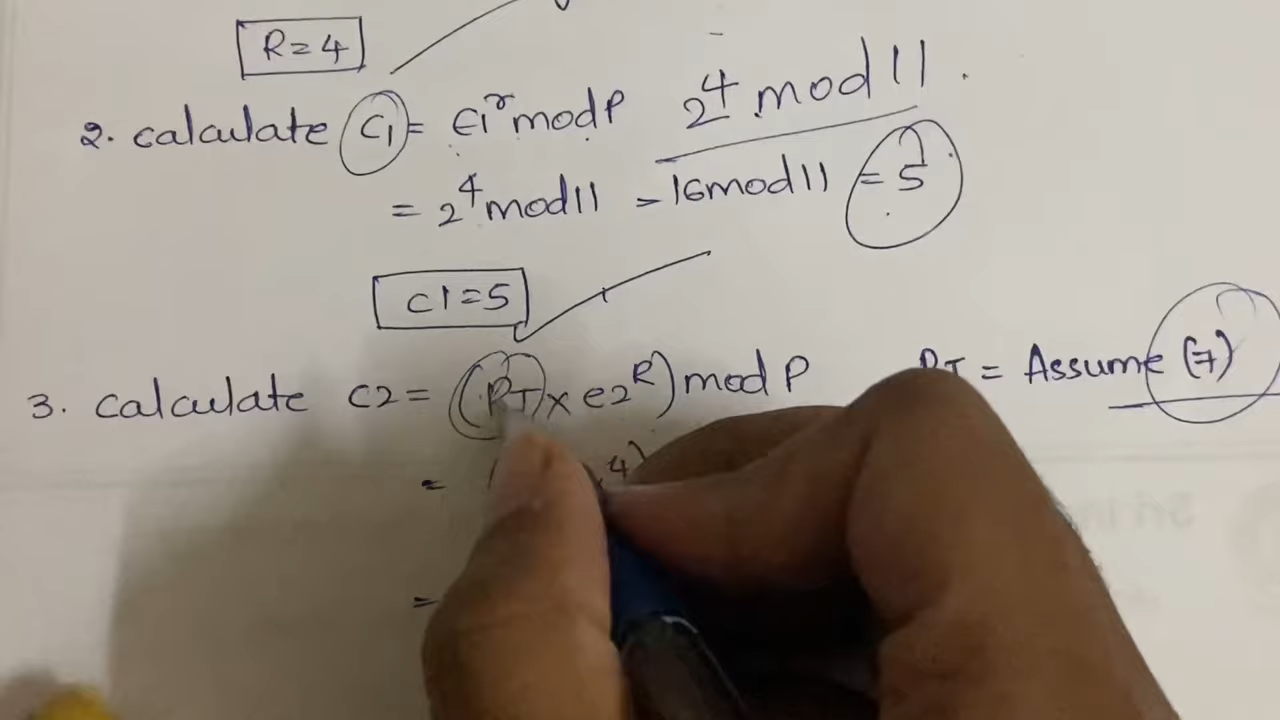 R=4
2. calculate C1 = e1^r mod P 2^4 mod 11.
= 2^4 mod 11 = 16 mod 11 = 5
C1=5
3. calculate C2 = (PT × e2^R) mod P PT = Assume (7)
= ( 4)
=